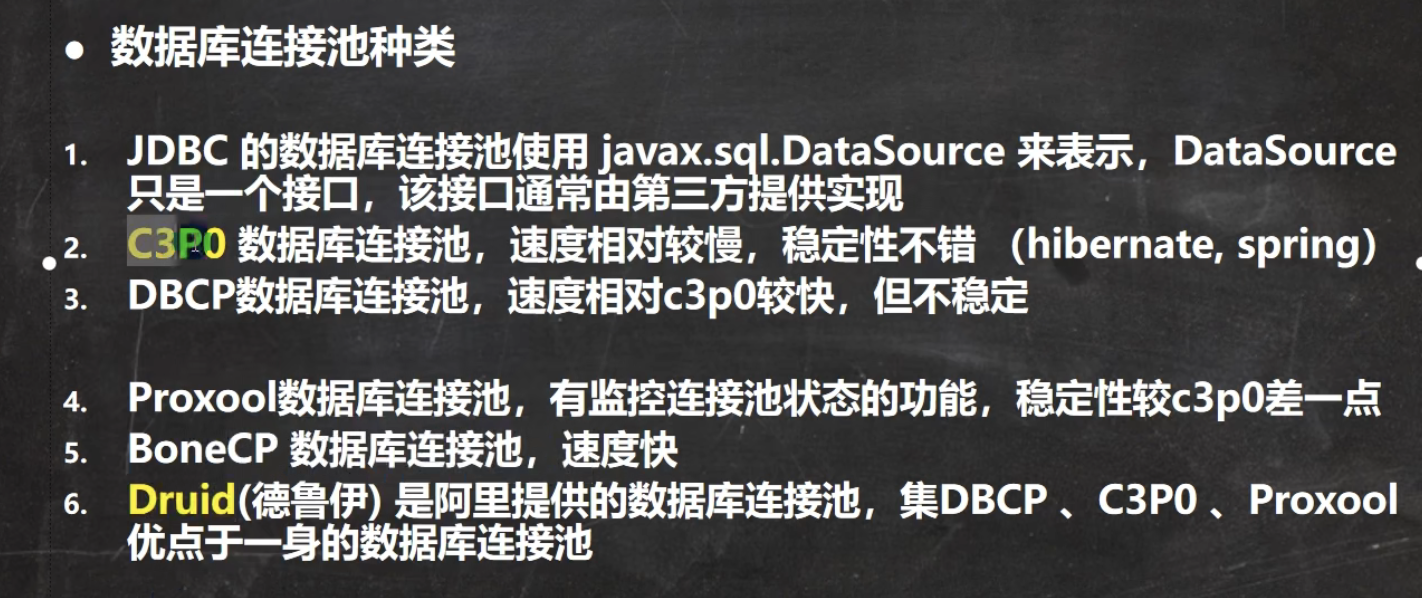 • 数据库连接池种类
1. JDBC 的数据库连接池使用 javax.sql.DataSource 来表示，DataSource
只是一个接口，该接口通常由第三方提供实现
2. C3P0 数据库连接池，速度相对较慢，稳定性不错 （hibernate, spring）
3. DBCP数据库连接池，速度相对c3p0较快，但不稳定
4. Proxool数据库连接池，有监控连接池状态的功能，稳定性较c3p0差一点
5. BoneCP 数据库连接池，速度快
6. Druid(德鲁伊) 是阿里提供的数据库连接池，集DBCP 、C3P0 、Proxool
优点于一身的数据库连接池